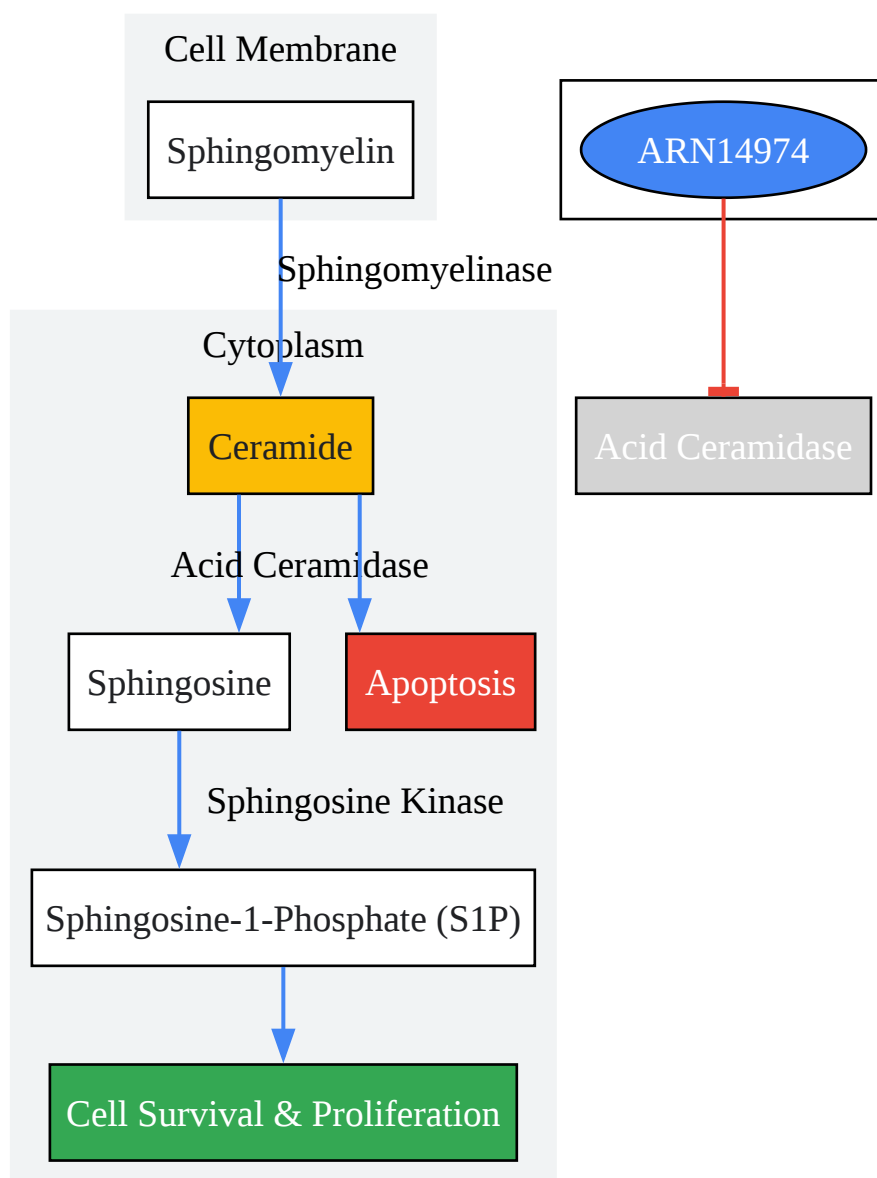 Cell Membrane
Sphingomyelin
ARN14974
Sphingomyelinase
Cytoplasm
Ceramide
Acid Ceramidase
Acid Ceramidase
Sphingosine
Apoptosis
Sphingosine Kinase
Sphingosine-1-Phosphate (S1P)
Cell Survival & Proliferation